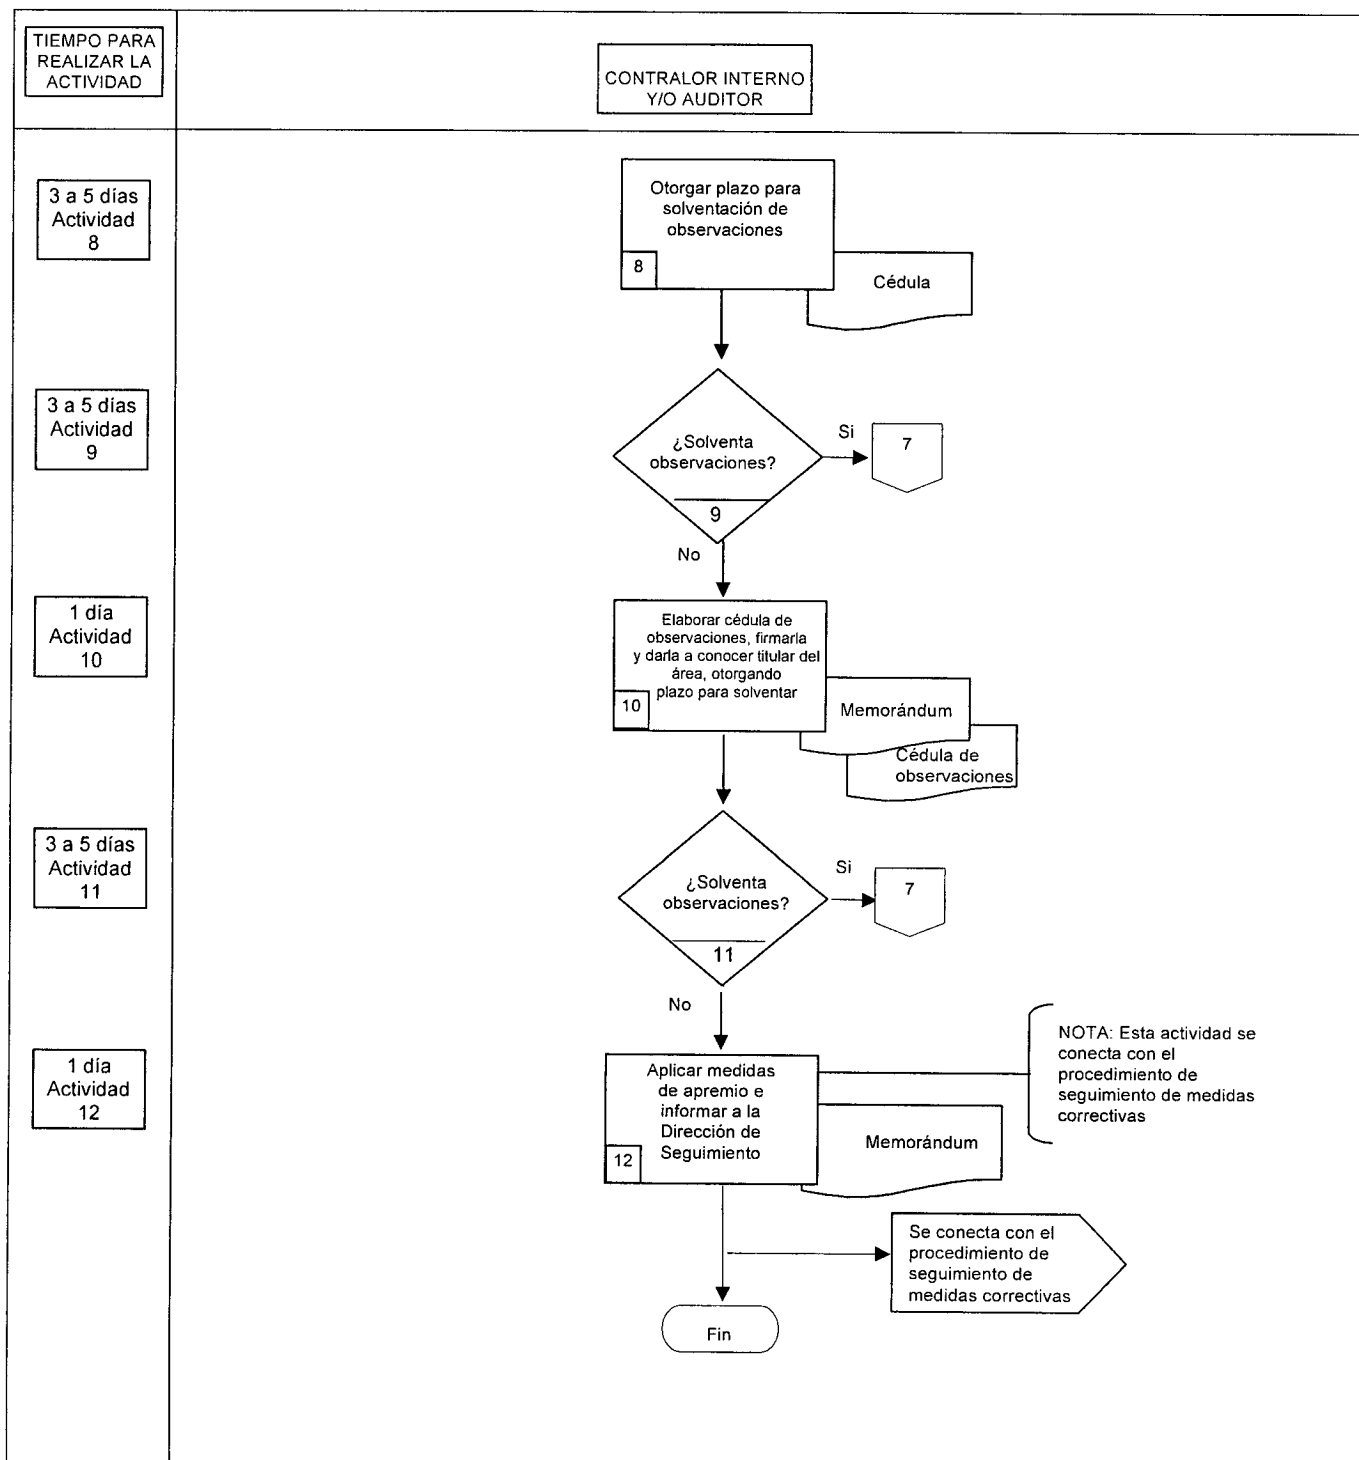 TIEMPO PARA
REALIZAR LA
ACTIVIDAD
CONTRALOR INTERNO
Y/O AUDITOR
3 a 5 días
Actividad
8
Otorgar plazo para
solventación de
observaciones
8
Cédula
3 a 5 días
Actividad
9
¿Solventa
observaciones?
9
Si
7
No
1 día
Actividad
10
Elaborar cédula de
observaciones, firmarla
y darla a conocer titular del
área, otorgando
plazo para solventar
10
Memorándum
Cédula de
observaciones
3 a 5 días
Actividad
11
¿Solventa
observaciones?
11
Si
7
No
1 día
Actividad
12
Aplicar medidas
de apremio e
informar a la
Dirección de
Seguimiento
12
Memorándum
NOTA: Esta actividad se
conecta con el
procedimiento de
seguimiento de medidas
correctivas
Se conecta con el
procedimiento de
seguimiento de
medidas correctivas
Fin